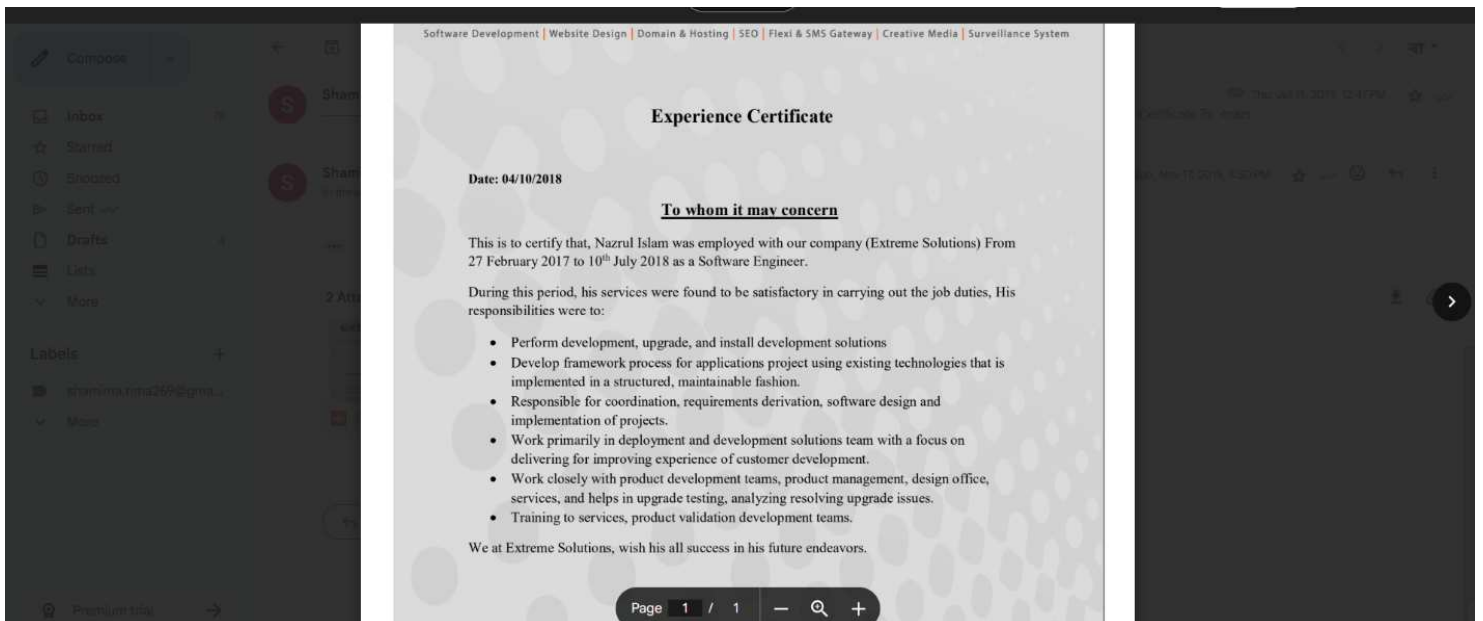 Software Development | Website Design | Domain & Hosting | SEO | Flexi & SMS Gateway | Creative Media | Surveillance System
Compose
Inbox
Starred
Snoozed
Sent
Drafts
Lists
More
Labels
More
Premium trial
Sham
Sham
2 Att
Experience Certificate
Date: 04/10/2018
To whom it may concern
This is to certify that, Nazrul Islam was employed with our company (Extreme Solutions) From
27 February 2017 to 10th July 2018 as a Software Engineer.
During this period, his services were found to be satisfactory in carrying out the job duties, His
responsibilities were to:
• Perform development, upgrade, and install development solutions
• Develop framework process for applications project using existing technologies that is
implemented in a structured, maintainable fashion.
• Responsible for coordination, requirements derivation, software design and
implementation of projects.
• Work primarily in deployment and development solutions team with a focus on
delivering for improving experience of customer development.
• Work closely with product development teams, product management, design office,
services, and helps in upgrade testing, analyzing resolving upgrade issues.
• Training to services, product validation development teams.
We at Extreme Solutions, wish his all success in his future endeavors.
Page 1 / 1